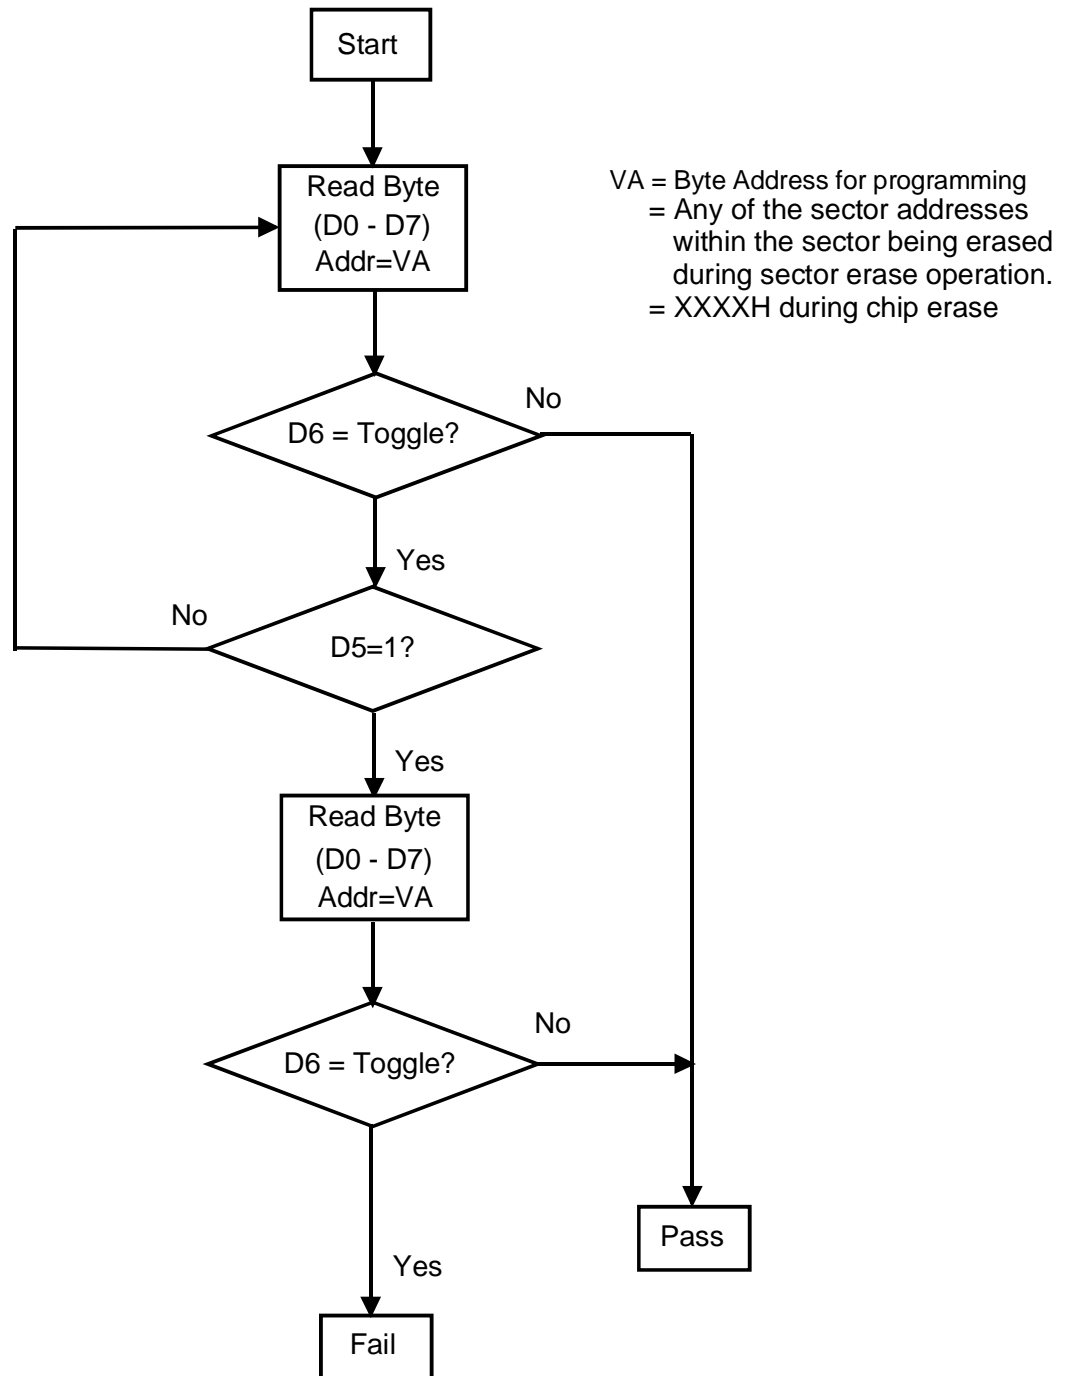 Start
Read Byte
(D0 - D7)
Addr=VA
VA = Byte Address for programming
= Any of the sector addresses
within the sector being erased
during sector erase operation.
= XXXXH during chip erase
No
D6 = Toggle?
Yes
No
D5=1?
Yes
Read Byte
(D0 - D7)
Addr=VA
No
D6 = Toggle?
Pass
Yes
Fail